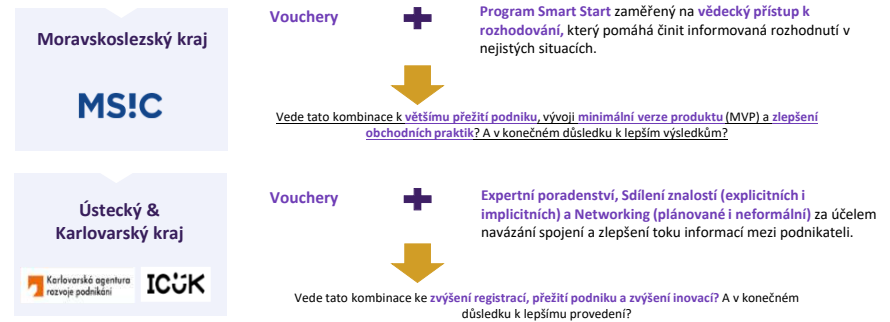 Moravskoslezský kraj
MS!C
Vouchery
Program Smart Start zaměřený na vědecký přístup k
rozhodování, který pomáhá činit informovaná rozhodnutí v
nejistých situacích.
Vede tato kombinace k většímu přežití podniku, vývoji minimální verze produktu (MVP) a zlepšení
obchodních praktik? A v konečném důsledku k lepším výsledkům?
Ústecký &
Karlovarský kraj
Karlovarská agentura
rozvoje podnikání
ICUK
Vouchery
Expertní poradenství, Sdílení znalostí (explicitních i
implicitních) a Networking (plánované i neformální) za účelem
navázání spojení a zlepšení toku informací mezi podnikateli.
Vede tato kombinace ke zvýšení registrací, přežití podniku a zvýšení inovací? A v konečném
důsledku k lepšímu provedení?